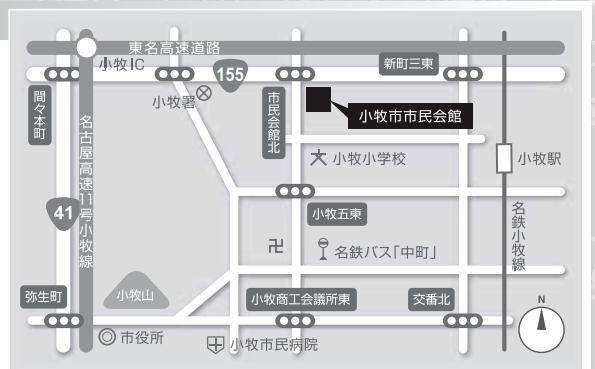 東名高速道路
小牧IC
155
新町三東
間々本町
小牧署
市民会館北
小牧市市民会館
名古屋高速11号小牧線
小牧小学校
小牧駅
41
小牧五東
名鉄小牧線
名鉄バス「中町」
弥生町
小牧山
小牧商工会議所東
交番北
N
市役所
小牧市民病院